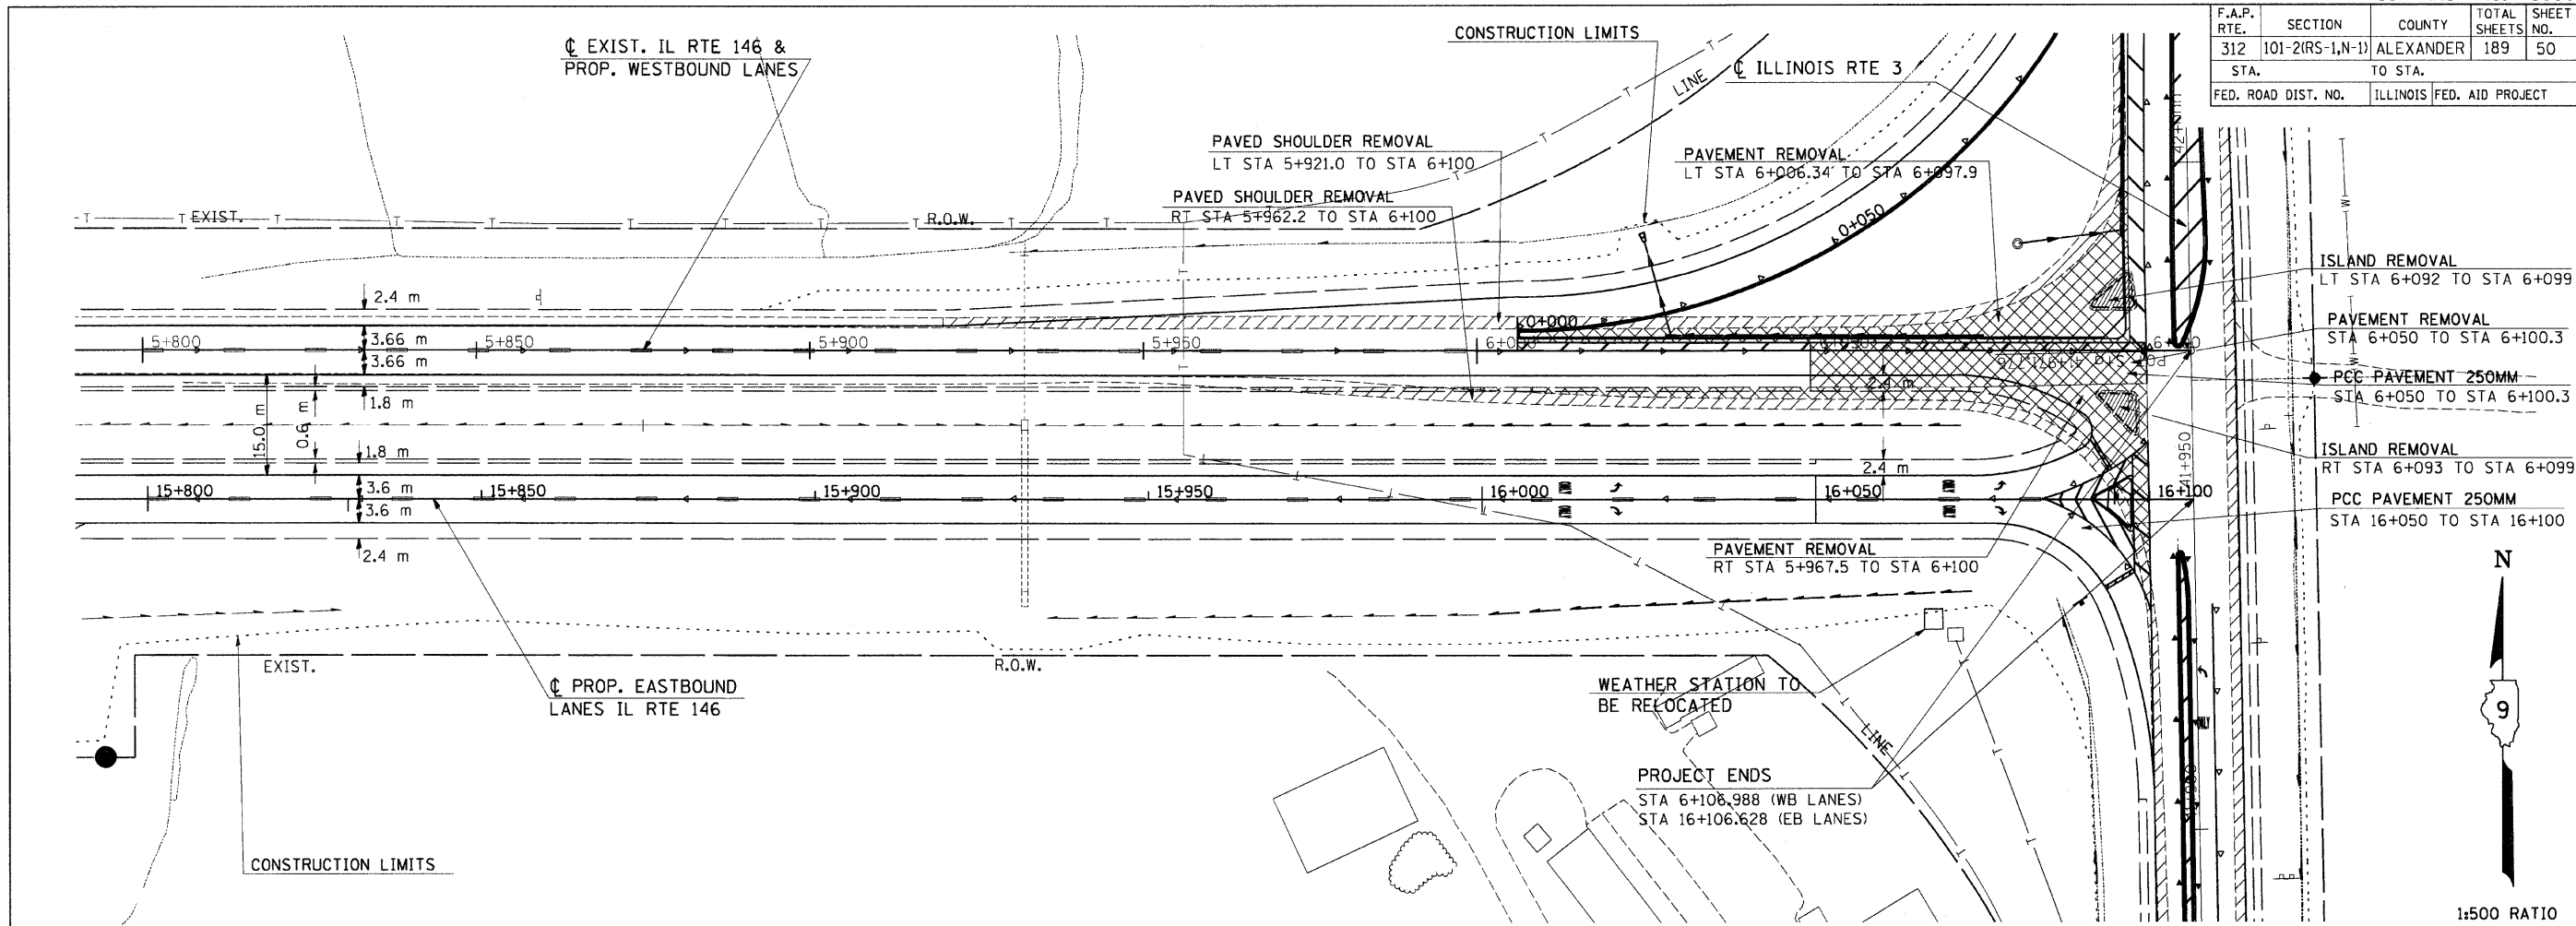 F.A.P. RTE. SECTION COUNTY TOTAL SHEETS SHEET NO.
312 101-2(RS-1,N-1) ALEXANDER 189 50
STA. TO STA.
FED. ROAD DIST. NO. ILLINOIS FED. AID PROJECT
℄ EXIST. IL RTE 146 &
PROP. WESTBOUND LANES
CONSTRUCTION LIMITS
℄ ILLINOIS RTE 3
LINE
PAVED SHOULDER REMOVAL
LT STA 5+921.0 TO STA 6+100
PAVEMENT REMOVAL
LT STA 6+006.34 TO STA 6+097.9
PAVED SHOULDER REMOVAL
RT STA 5+962.2 TO STA 6+100
EXIST.
R.O.W.
0+050
ISLAND REMOVAL
LT STA 6+092 TO STA 6+099
PAVEMENT REMOVAL
STA 6+050 TO STA 6+100.3
PCC PAVEMENT 250MM
STA 6+050 TO STA 6+100.3
ISLAND REMOVAL
RT STA 6+093 TO STA 6+099
PCC PAVEMENT 250MM
STA 16+050 TO STA 16+100
2.4 m
3.66 m
3.66 m
5+800
5+850
5+900
5+950
0+000
2.4 m
1.8 m
15.0 m
0.6 m
1.8 m
3.6 m
3.6 m
2.4 m
2.4 m
41+950
15+800
15+850
15+900
15+950
16+000
16+050
16+100
PAVEMENT REMOVAL
RT STA 5+967.5 TO STA 6+100
EXIST.
R.O.W.
℄ PROP. EASTBOUND
LANES IL RTE 146
WEATHER STATION TO
BE RELOCATED
LINE
PROJECT ENDS
STA 6+106.988 (WB LANES)
STA 16+106.628 (EB LANES)
CONSTRUCTION LIMITS
N
9
1:500 RATIO